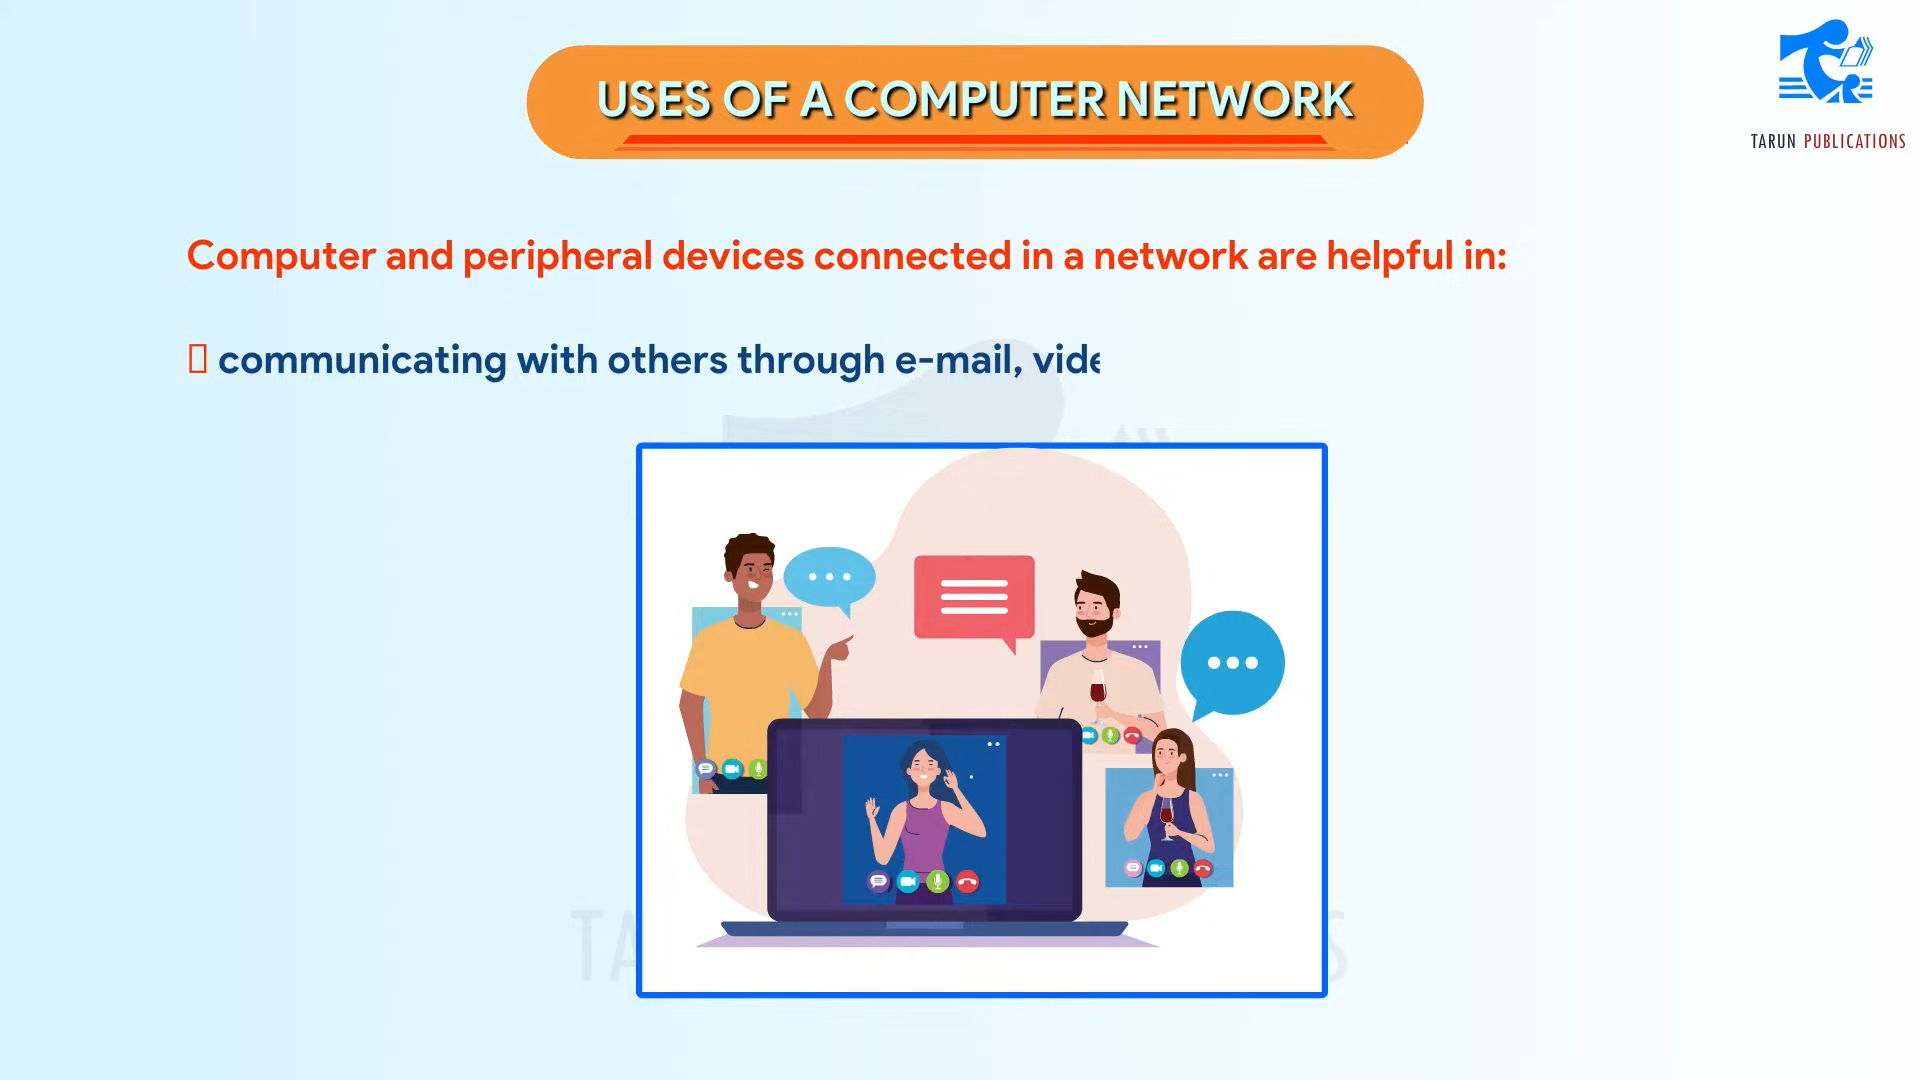 USES OF A COMPUTER NETWORK
TARUN PUBLICATIONS
Computer and peripheral devices connected in a network are helpful in:
communicating with others through e-mail,